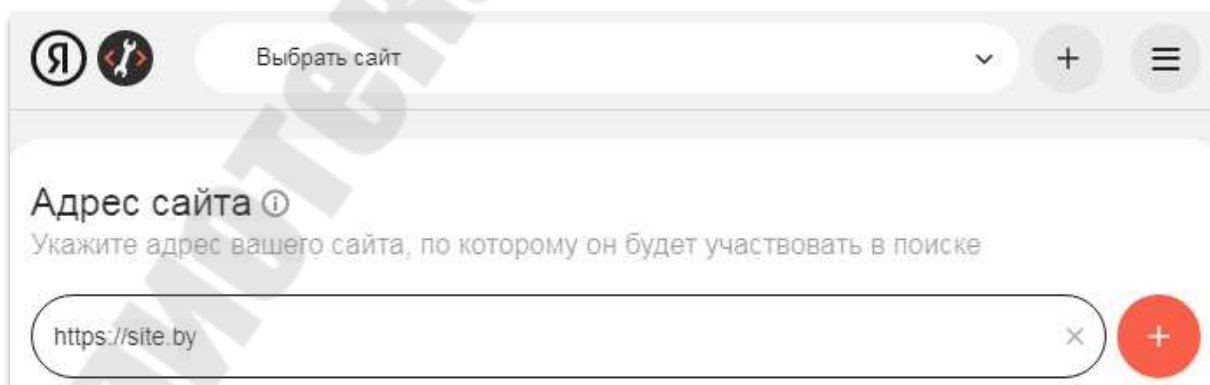 Я
Выбрать сайт
Адрес сайта
Укажите адрес вашего сайта, по которому он будет участвовать в поиске
https://site.by